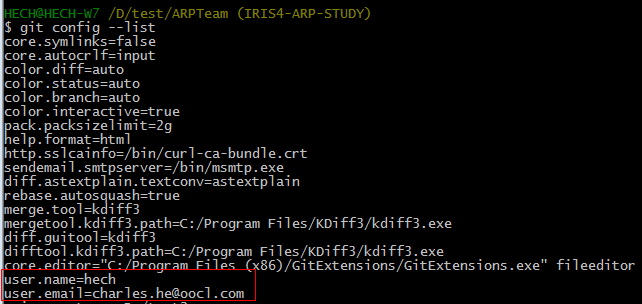 HECH@HECH-W7 /D/test/ARPTeam (IRIS4-ARP-STUDY)
$ git config --list
core.symlinks=false
core.autocrlf=input
color.diff=auto
color.status=auto
color.branch=auto
color.interactive=true
pack.packsizelimit=2g
help.format=html
http.sslcainfo=/bin/curl-ca-bundle.crt
sendemail.smtpserver=/bin/msmtp.exe
diff.astextplain.textconv=astextplain
rebase.autosquash=true
merge.tool=kdiff3
mergetool.kdiff3.path=C:/Program Files/KDiff3/kdiff3.exe
diff.guitool=kdiff3
difftool.kdiff3.path=C:/Program Files/KDiff3/kdiff3.exe
core.editor="C:/Program Files (x86)/GitExtensions/GitExtensions.exe" fileeditor
user.name=hech
user.email=charles.he@oocl.com